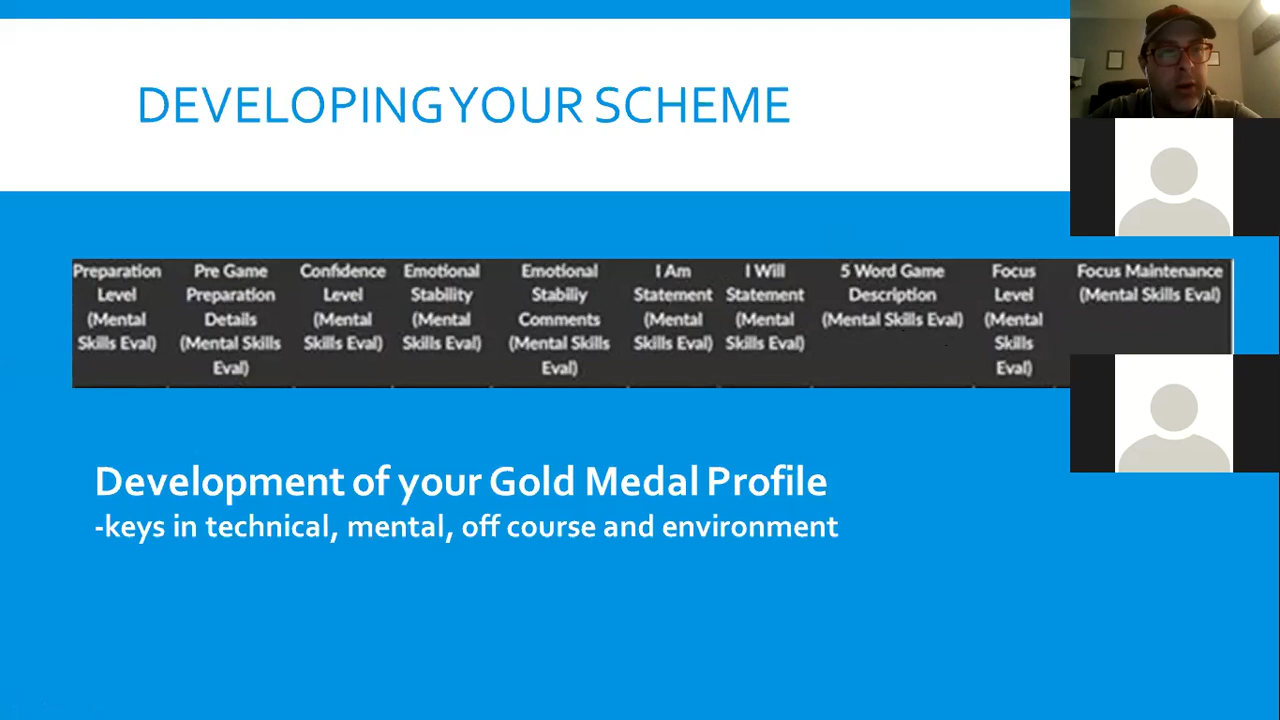 DEVELOPING YOUR SCHEME
Preparation Level (Mental Skills Eval)
Pre Game Preparation Details (Mental Skills Eval)
Confidence Level (Mental Skills Eval)
Emotional Stability (Mental Skills Eval)
Emotional Stabiliy Comments (Mental Skills Eval)
I Am Statement (Mental Skills Eval)
I Will Statement (Mental Skills Eval)
5 Word Game Description (Mental Skills Eval)
Focus Level (Mental Skills Eval)
Focus Maintenance (Mental Skills Eval)
Development of your Gold Medal Profile
-keys in technical, mental, off course and environment